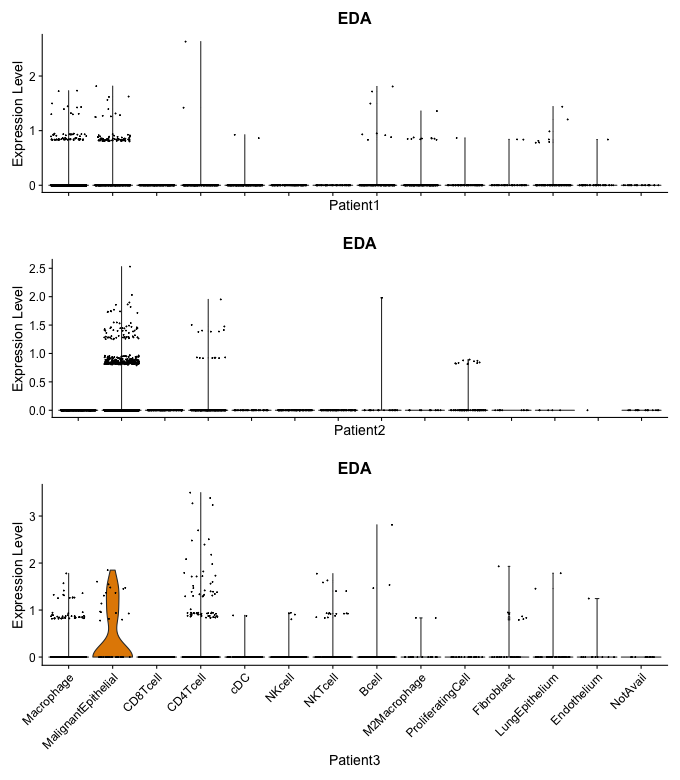 EDA
Expression Level
2
1
0
Patient1
EDA
Expression Level
2.5
2.0
1.5
1.0
0.5
0.0
Patient2
EDA
Expression Level
3
2
1
0
Macrophage
MalignantEpithelial
CD8Tcell
CD4Tcell
cDC
NKcell
NKTcell
Bcell
M2Macrophage
ProliferatingCell
Fibroblast
LungEpithelium
Endothelium
NotAvail
Patient3